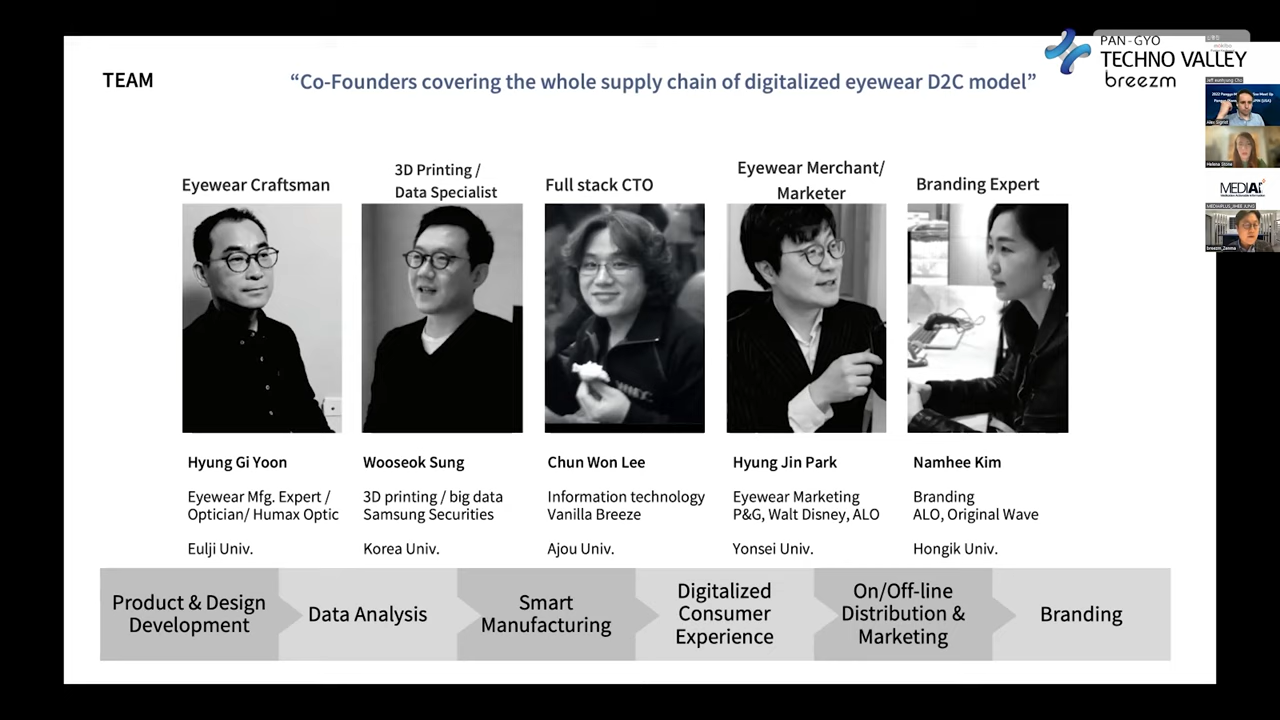 PAN-GYO
TECHNO VALLEY
breezm
TEAM
“Co-Founders covering the whole supply chain of digitalized eyewear D2C model”
Eyewear Craftsman
3D Printing /
Data Specialist
Full stack CTO
Eyewear Merchant/
Marketer
Branding Expert
Hyung Gi Yoon
Eyewear Mfg. Expert /
Optician/ Humax Optic
Eulji Univ.
Wooseok Sung
3D printing / big data
Samsung Securities
Korea Univ.
Chun Won Lee
Information technology
Vanilla Breeze
Ajou Univ.
Hyung Jin Park
Eyewear Marketing
P&G, Walt Disney, ALO
Yonsei Univ.
Namhee Kim
Branding
ALO, Original Wave
Hongik Univ.
Product & Design
Development
Data Analysis
Smart
Manufacturing
Digitalized
Consumer
Experience
On/Off-line
Distribution &
Marketing
Branding
Helena Stone
MEDIAi
breezm_Zenma